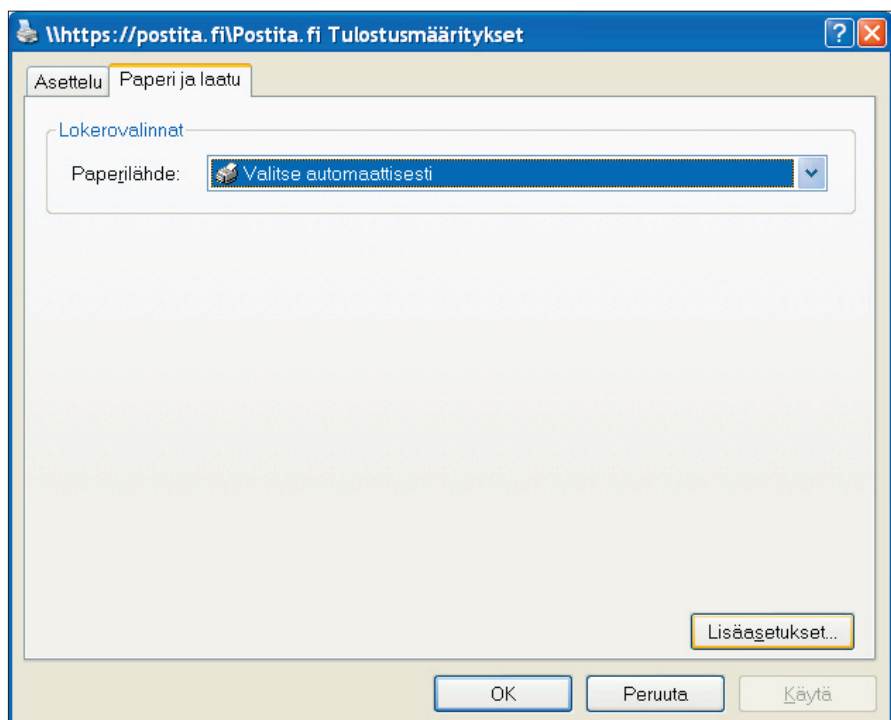 \\https://postita.fi\Postita.fi Tulostusmääritykset
Asettelu Paperi ja laatu
Lokerovalinnat
Paperilähde: Valitse automaattisesti
Lisäasetukset...
OK Peruuta Käytä